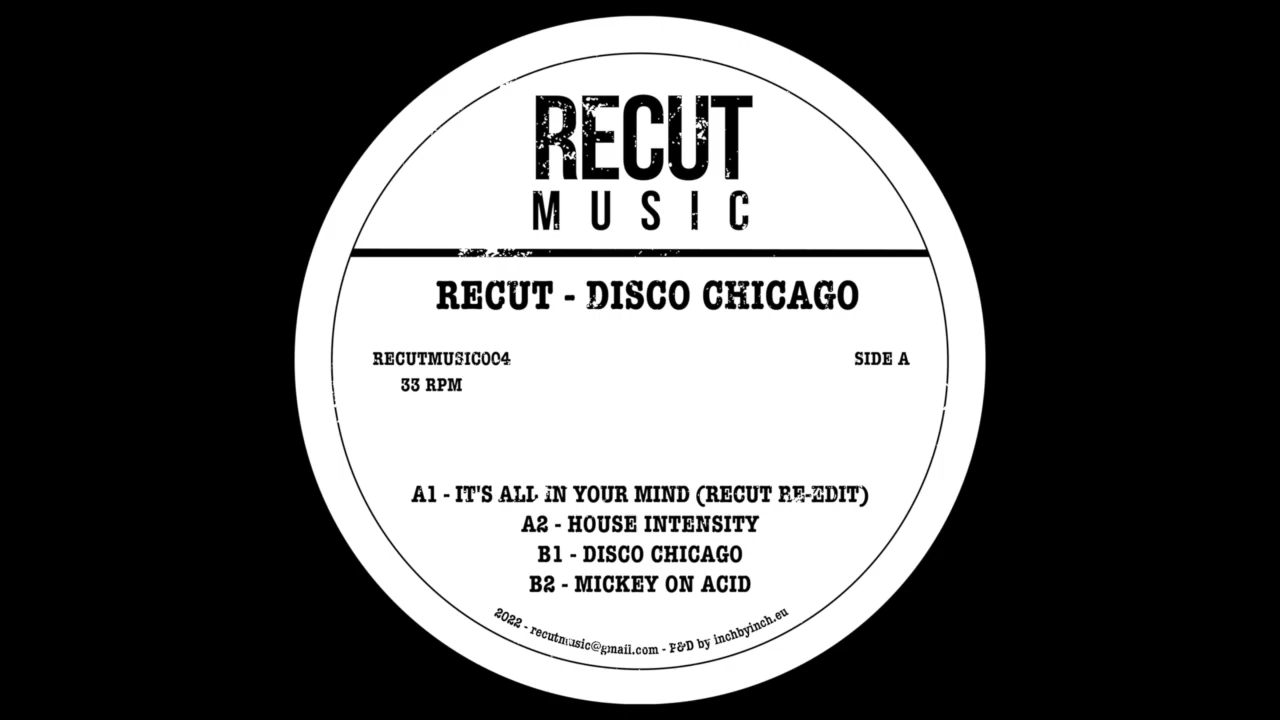 RECUT
MUSIC
RECUT - DISCO CHICAGO
RECUTMUSIC004
SIDE A
33 RPM
A1 - IT'S ALL IN YOUR MIND (RECUT RE-EDIT)
A2 - HOUSE INTENSITY
B1 - DISCO CHICAGO
B2 - MICKEY ON ACID
2022 - recutmusic@gmail.com - P&D by inchbyinch.eu